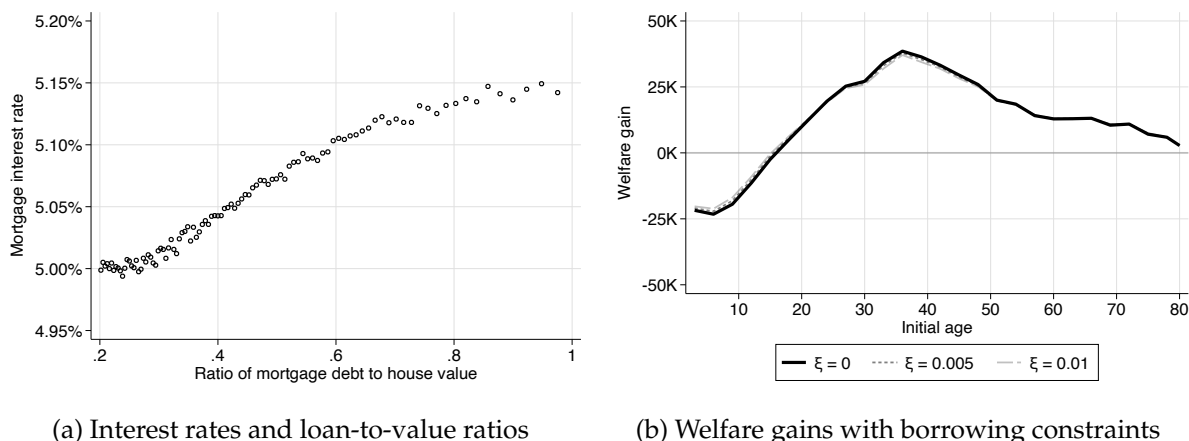 5.20%
5.15%
5.10%
5.05%
5.00%
4.95%
Mortgage interest rate
.2 .4 .6 .8 1
Ratio of mortgage debt to house value
(a) Interest rates and loan-to-value ratios
50K
25K
0K
-25K
-50K
Welfare gain
10 20 30 40 50 60 70 80
Initial age
ξ = 0 ξ = 0.005 ξ = 0.01
(b) Welfare gains with borrowing constraints